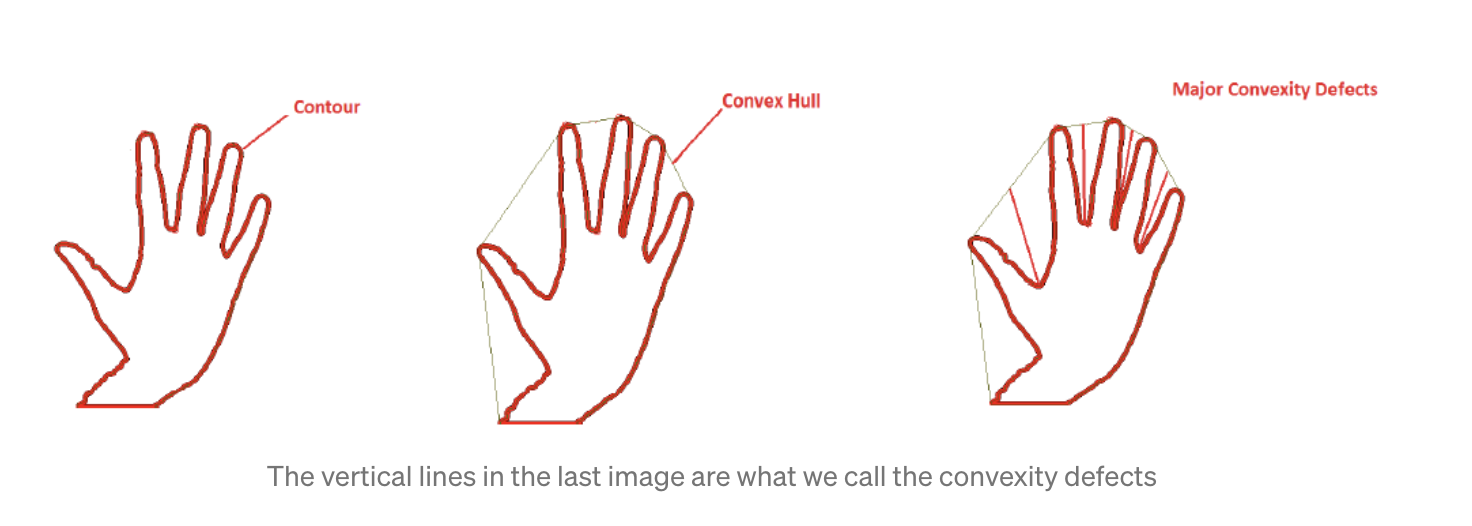 Contour
Convex Hull
Major Convexity Defects
The vertical lines in the last image are what we call the convexity defects